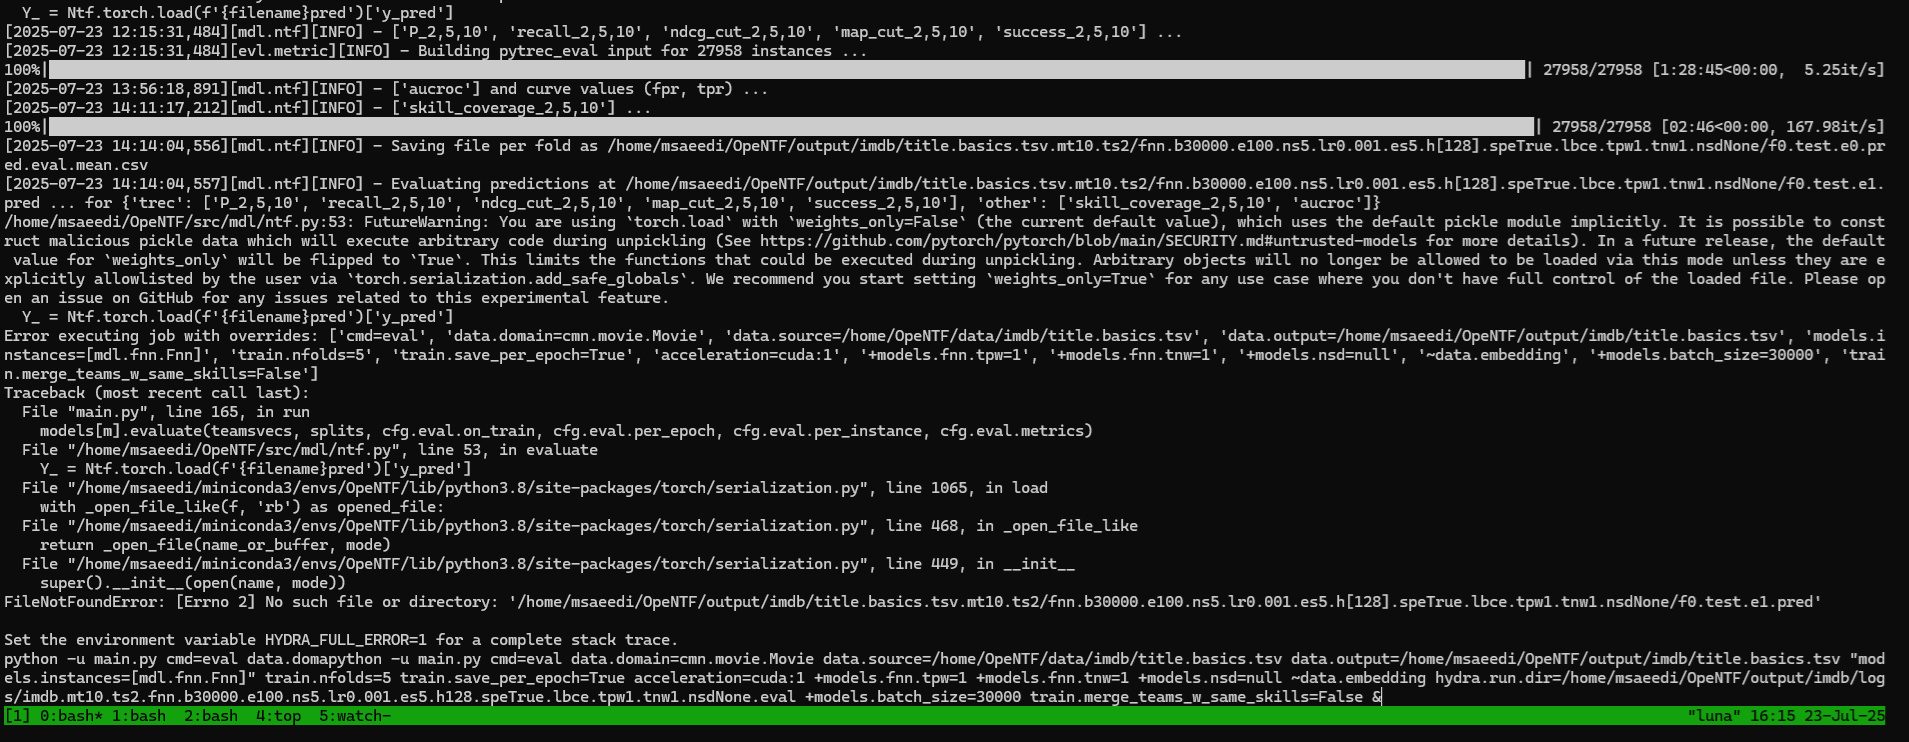 Y_ = Ntf.torch.load(f'{filename}pred')['y_pred']
[2025-07-23 12:15:31,484][mdl.ntf][INFO] - ['P_2,5,10', 'recall_2,5,10', 'ndcg_cut_2,5,10', 'map_cut_2,5,10', 'success_2,5,10'] ...
[2025-07-23 12:15:31,484][evl.metric][INFO] - Building pytrec_eval input for 27958 instances ...
100%| | 27958/27958 [1:28:45<00:00,  5.25it/s]
[2025-07-23 13:56:18,891][mdl.ntf][INFO] - ['aucroc'] and curve values (fpr, tpr) ...
[2025-07-23 14:11:17,212][mdl.ntf][INFO] - ['skill_coverage_2,5,10'] ...
100%| | 27958/27958 [02:46<00:00, 167.98it/s]
[2025-07-23 14:14:04,556][mdl.ntf][INFO] - Saving file per fold as /home/msaeedi/OpeNTF/output/imdb/title.basics.tsv.mt10.ts2/fnn.b30000.e100.ns5.lr0.001.es5.h[128].speTrue.lbce.tpw1.tnw1.nsdNone/f0.test.e0.pr
ed.eval.mean.csv
[2025-07-23 14:14:04,557][mdl.ntf][INFO] - Evaluating predictions at /home/msaeedi/OpeNTF/output/imdb/title.basics.tsv.mt10.ts2/fnn.b30000.e100.ns5.lr0.001.es5.h[128].speTrue.lbce.tpw1.tnw1.nsdNone/f0.test.e1.
pred ... for {'trec': ['P_2,5,10', 'recall_2,5,10', 'ndcg_cut_2,5,10', 'map_cut_2,5,10', 'success_2,5,10'], 'other': ['skill_coverage_2,5,10', 'aucroc']}
/home/msaeedi/OpeNTF/src/mdl/ntf.py:53: FutureWarning: You are using `torch.load` with `weights_only=False` (the current default value), which uses the default pickle module implicitly. It is possible to const
ruct malicious pickle data which will execute arbitrary code during unpickling (See https://github.com/pytorch/pytorch/blob/main/SECURITY.md#untrusted-models for more details). In a future release, the default
 value for `weights_only` will be flipped to `True`. This limits the functions that could be executed during unpickling. Arbitrary objects will no longer be allowed to be loaded via this mode unless they are e
xplicitly allowlisted by the user via `torch.serialization.add_safe_globals`. We recommend you start setting `weights_only=True` for any use case where you don't have full control of the loaded file. Please op
en an issue on GitHub for any issues related to this experimental feature.
  Y_ = Ntf.torch.load(f'{filename}pred')['y_pred']
Error executing job with overrides: ['cmd=eval', 'data.domain=cmn.movie.Movie', 'data.source=/home/OpeNTF/data/imdb/title.basics.tsv', 'data.output=/home/msaeedi/OpeNTF/output/imdb/title.basics.tsv', 'models.i
nstances=[mdl.fnn.Fnn]', 'train.nfolds=5', 'train.save_per_epoch=True', 'acceleration=cuda:1', '+models.fnn.tpw=1', '+models.fnn.tnw=1', '+models.nsd=null', '~data.embedding', '+models.batch_size=30000', 'trai
n.merge_teams_w_same_skills=False']
Traceback (most recent call last):
  File "main.py", line 165, in run
    models[m].evaluate(teamsvecs, splits, cfg.eval.on_train, cfg.eval.per_epoch, cfg.eval.per_instance, cfg.eval.metrics)
  File "/home/msaeedi/OpeNTF/src/mdl/ntf.py", line 53, in evaluate
    Y_ = Ntf.torch.load(f'{filename}pred')['y_pred']
  File "/home/msaeedi/miniconda3/envs/OpeNTF/lib/python3.8/site-packages/torch/serialization.py", line 1065, in load
    with _open_file_like(f, 'rb') as opened_file:
  File "/home/msaeedi/miniconda3/envs/OpeNTF/lib/python3.8/site-packages/torch/serialization.py", line 468, in _open_file_like
    return _open_file(name_or_buffer, mode)
  File "/home/msaeedi/miniconda3/envs/OpeNTF/lib/python3.8/site-packages/torch/serialization.py", line 449, in __init__
    super().__init__(open(name, mode))
FileNotFoundError: [Errno 2] No such file or directory: '/home/msaeedi/OpeNTF/output/imdb/title.basics.tsv.mt10.ts2/fnn.b30000.e100.ns5.lr0.001.es5.h[128].speTrue.lbce.tpw1.tnw1.nsdNone/f0.test.e1.pred'

Set the environment variable HYDRA_FULL_ERROR=1 for a complete stack trace.
python -u main.py cmd=eval data.domapython -u main.py cmd=eval data.domain=cmn.movie.Movie data.source=/home/OpeNTF/data/imdb/title.basics.tsv data.output=/home/msaeedi/OpeNTF/output/imdb/title.basics.tsv "mod
els.instances=[mdl.fnn.Fnn]" train.nfolds=5 train.save_per_epoch=True acceleration=cuda:1 +models.fnn.tpw=1 +models.fnn.tnw=1 +models.nsd=null ~data.embedding hydra.run.dir=/home/msaeedi/OpeNTF/output/imdb/log
s/imdb.mt10.ts2.fnn.b30000.e100.ns5.lr0.001.es5.h128.speTrue.lbce.tpw1.tnw1.nsdNone.eval +models.batch_size=30000 train.merge_teams_w_same_skills=False &
[1] 0:bash* 1:bash  2:bash  4:top  5:watch- "luna" 16:15 23-Jul-25